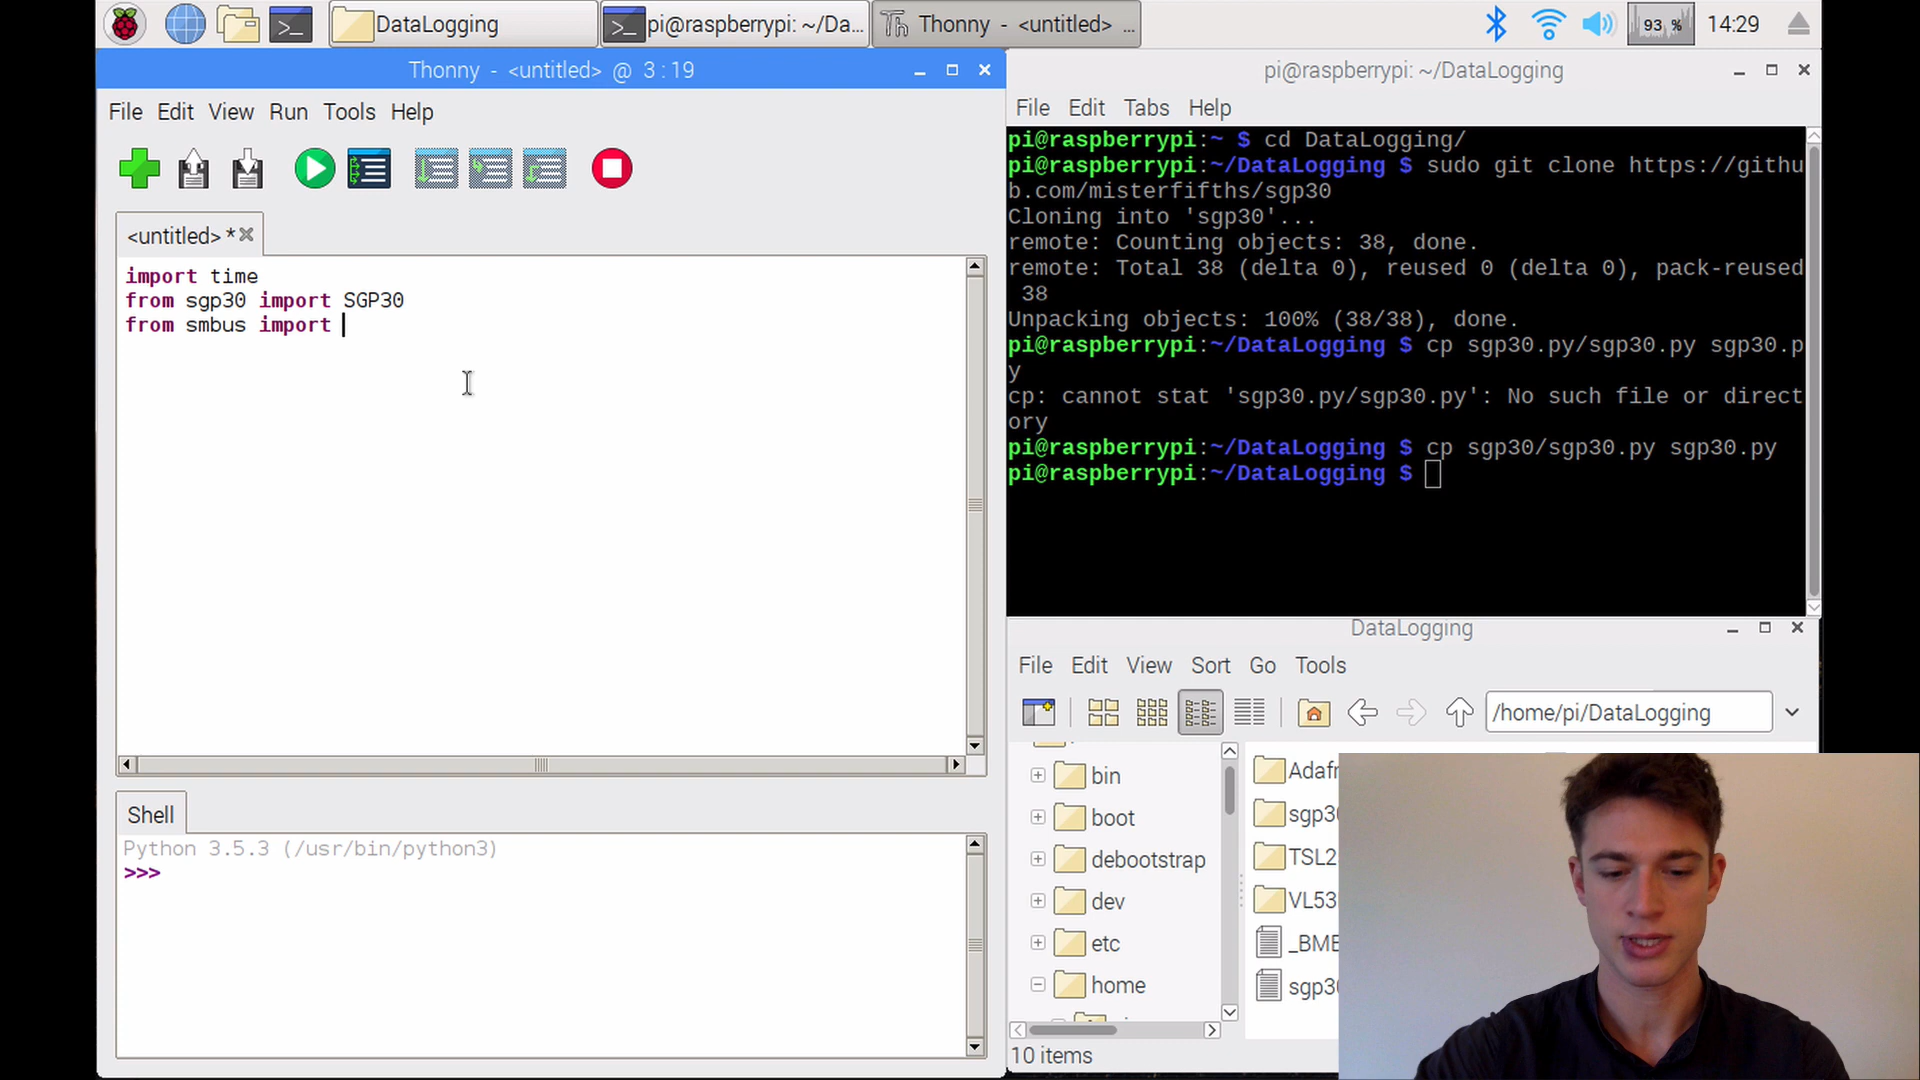 DataLogging
pi@raspberrypi: ~/Da...
Thonny - <untitled> ...
93 %
14:29
Thonny - <untitled> @ 3:19
File Edit View Run Tools Help
<untitled> *
import time
from sgp30 import SGP30
from smbus import
Shell
Python 3.5.3 (/usr/bin/python3)
>>>
pi@raspberrypi: ~/DataLogging
File Edit Tabs Help
pi@raspberrypi:~ $ cd DataLogging/
pi@raspberrypi:~/DataLogging $ sudo git clone https://githu
b.com/misterfifths/sgp30
Cloning into 'sgp30'...
remote: Counting objects: 38, done.
remote: Total 38 (delta 0), reused 0 (delta 0), pack-reused
38
Unpacking objects: 100% (38/38), done.
pi@raspberrypi:~/DataLogging $ cp sgp30.py/sgp30.py sgp30.p
y
cp: cannot stat 'sgp30.py/sgp30.py': No such file or direct
ory
pi@raspberrypi:~/DataLogging $ cp sgp30/sgp30.py sgp30.py
pi@raspberrypi:~/DataLogging $
DataLogging
File Edit View Sort Go Tools
/home/pi/DataLogging
bin
boot
debootstrap
dev
etc
home
Adafr
sgp30
TSL2
VL53
_BME
sgp30
10 items